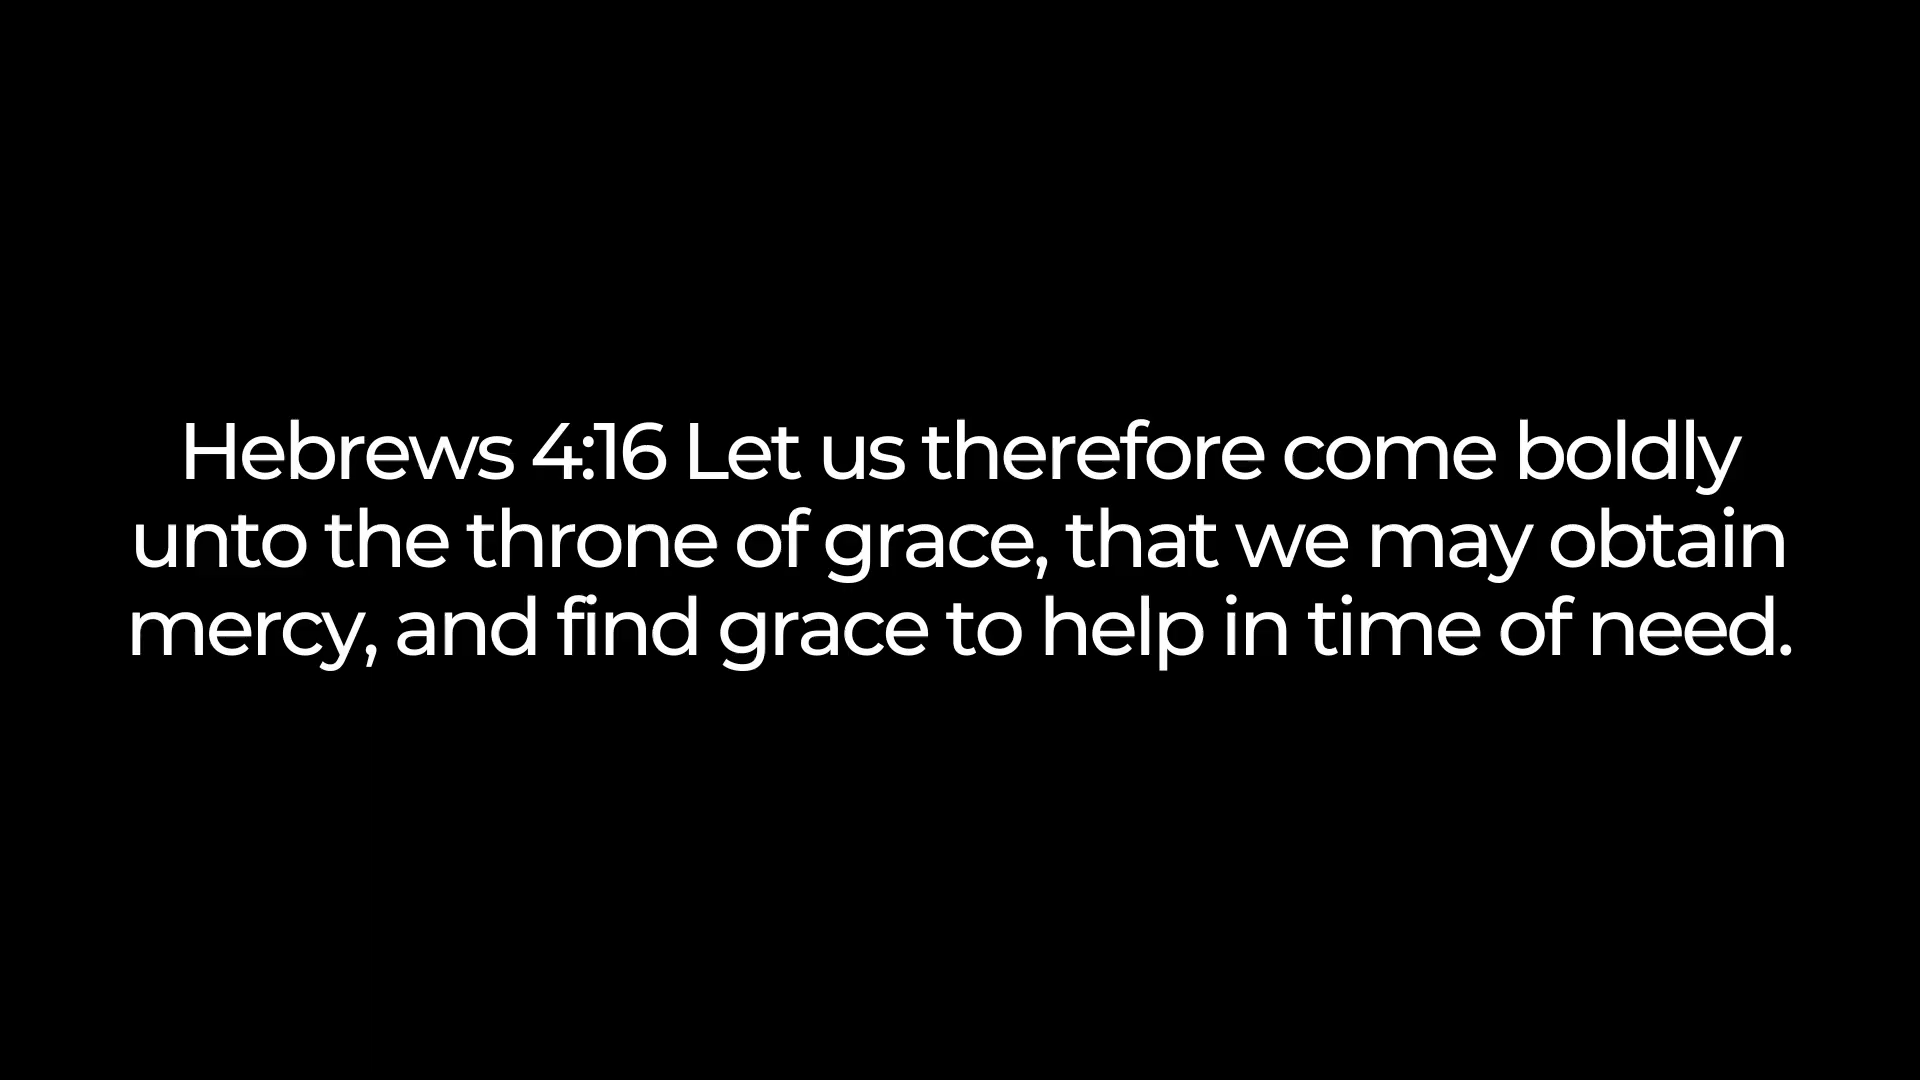 Hebrews 4:16 Let us therefore come boldly
unto the throne of grace, that we may obtain
mercy, and find grace to help in time of need.